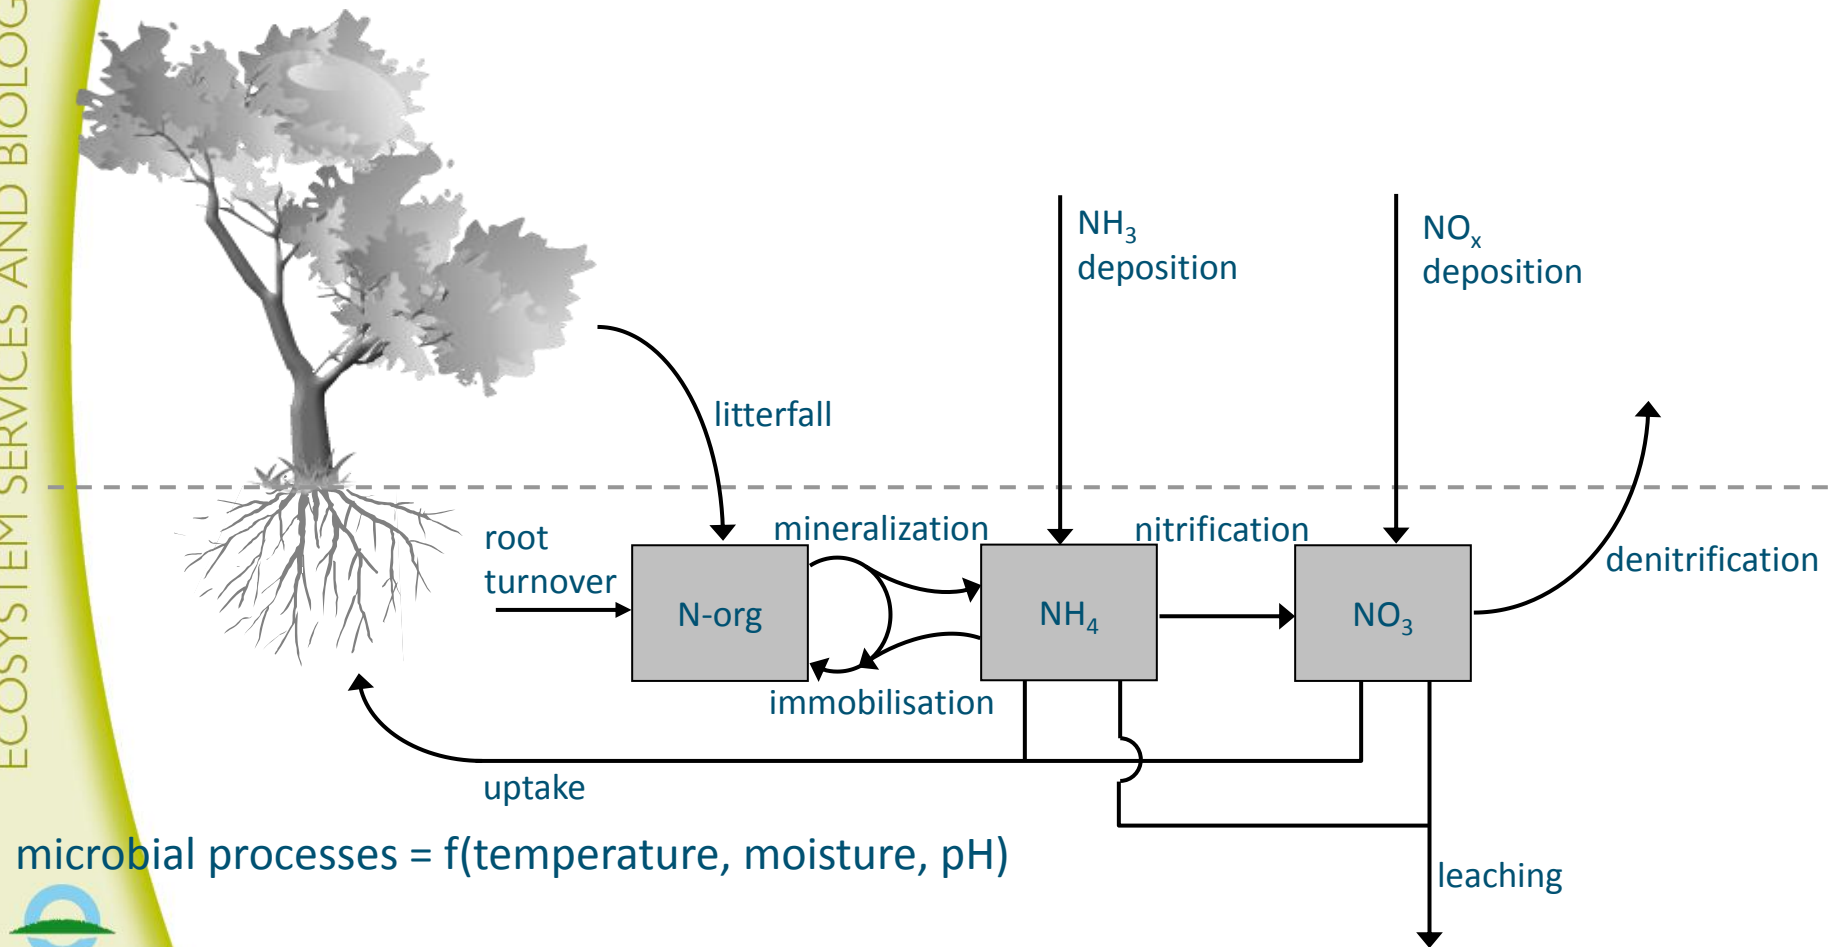 ECOSYSTEM SERVICES AND BIOLOG
NH₃
deposition
NOₓ
deposition
litterfall
root
turnover
mineralization
nitrification
denitrification
N-org
NH₄
NO₃
immobilisation
uptake
microbial processes = f(temperature, moisture, pH)
leaching